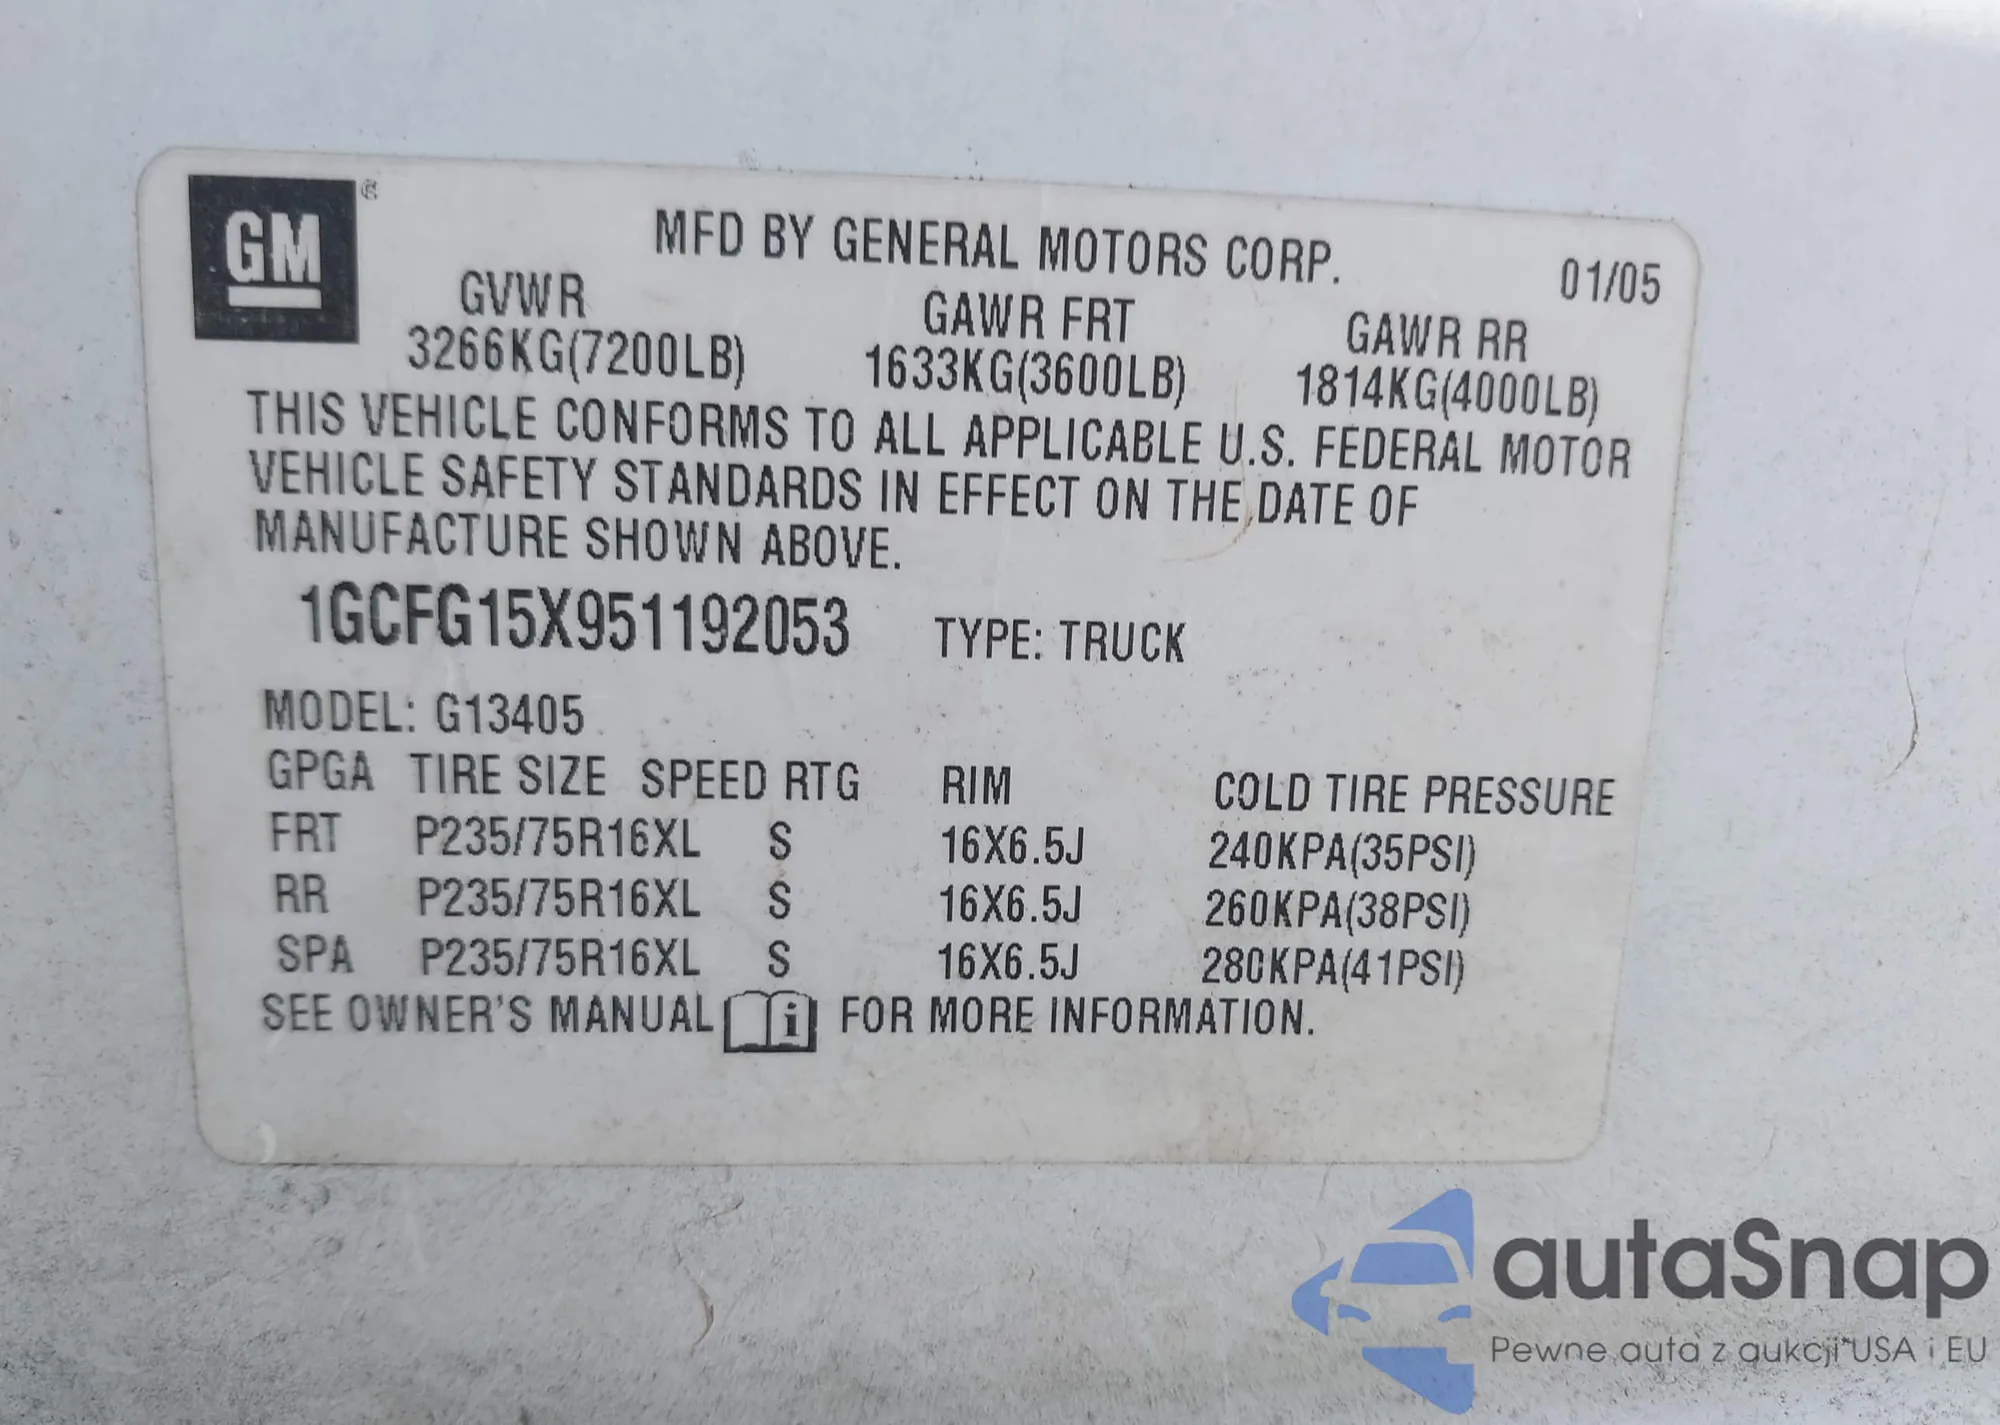 GM®
MFD BY GENERAL MOTORS CORP. 01/05
GVWR GAWR FRT GAWR RR
3266KG(7200LB) 1633KG(3600LB) 1814KG(4000LB)
THIS VEHICLE CONFORMS TO ALL APPLICABLE U.S. FEDERAL MOTOR
VEHICLE SAFETY STANDARDS IN EFFECT ON THE DATE OF
MANUFACTURE SHOWN ABOVE.
1GCFG15X951192053 TYPE: TRUCK
MODEL: G13405
GPGA TIRE SIZE SPEED RTG RIM COLD TIRE PRESSURE
FRT P235/75R16XL S 16X6.5J 240KPA(35PSI)
RR P235/75R16XL S 16X6.5J 260KPA(38PSI)
SPA P235/75R16XL S 16X6.5J 280KPA(41PSI)
SEE OWNER'S MANUAL i FOR MORE INFORMATION.
autaSnap
Pewne auta z aukcji USA i EU